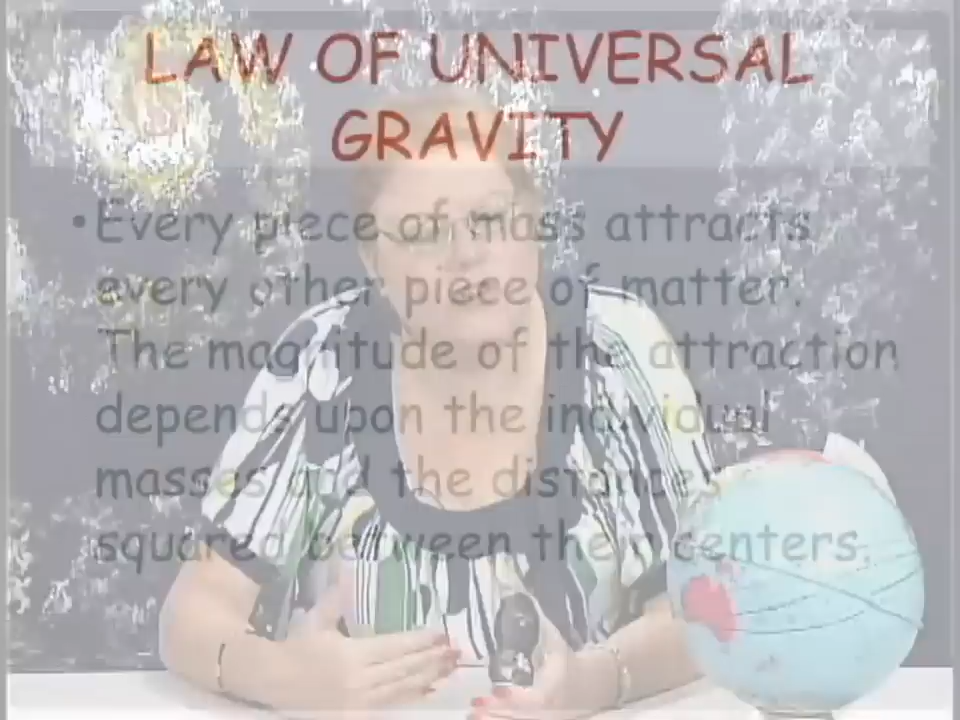 LAW OF UNIVERSAL
GRAVITY
• Every piece of mass attracts
every other piece of matter.
The magnitude of the attraction
depends upon the individual
masses and the distances
squared between their centers.